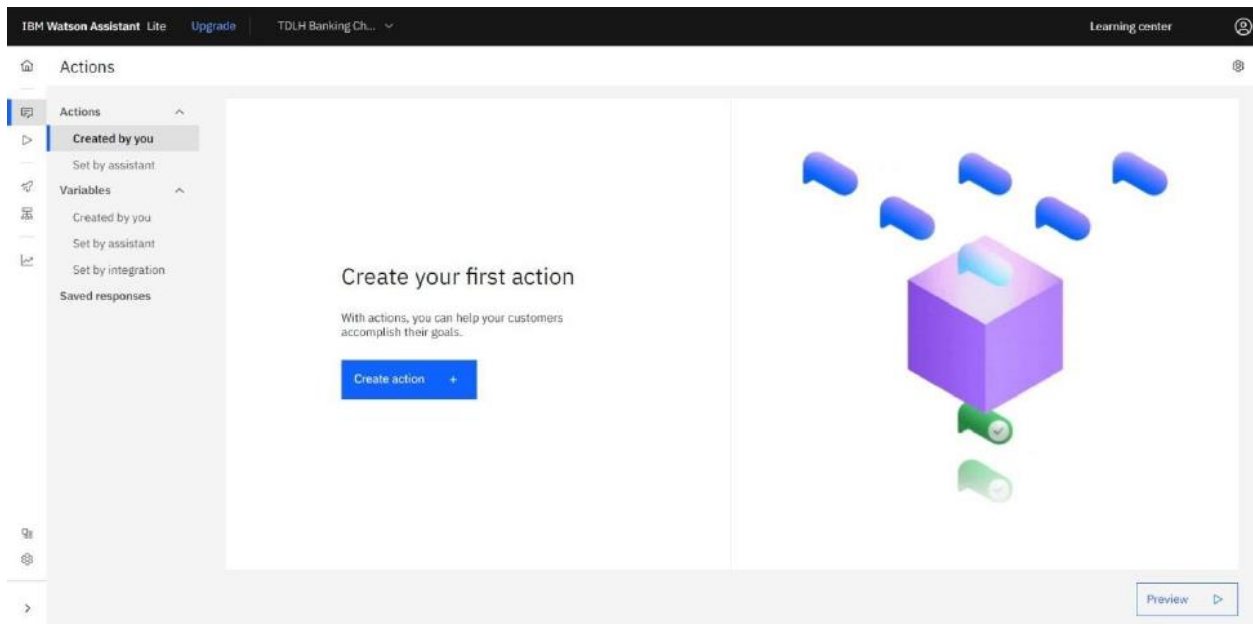 IBM Watson Assistant Lite Upgrade TDLH Banking Ch... Learning center
Actions
Actions
Created by you
Set by assistant
Variables
Created by you
Set by assistant
Set by integration
Saved responses
Create your first action
With actions, you can help your customers
accomplish their goals.
Create action +
Preview